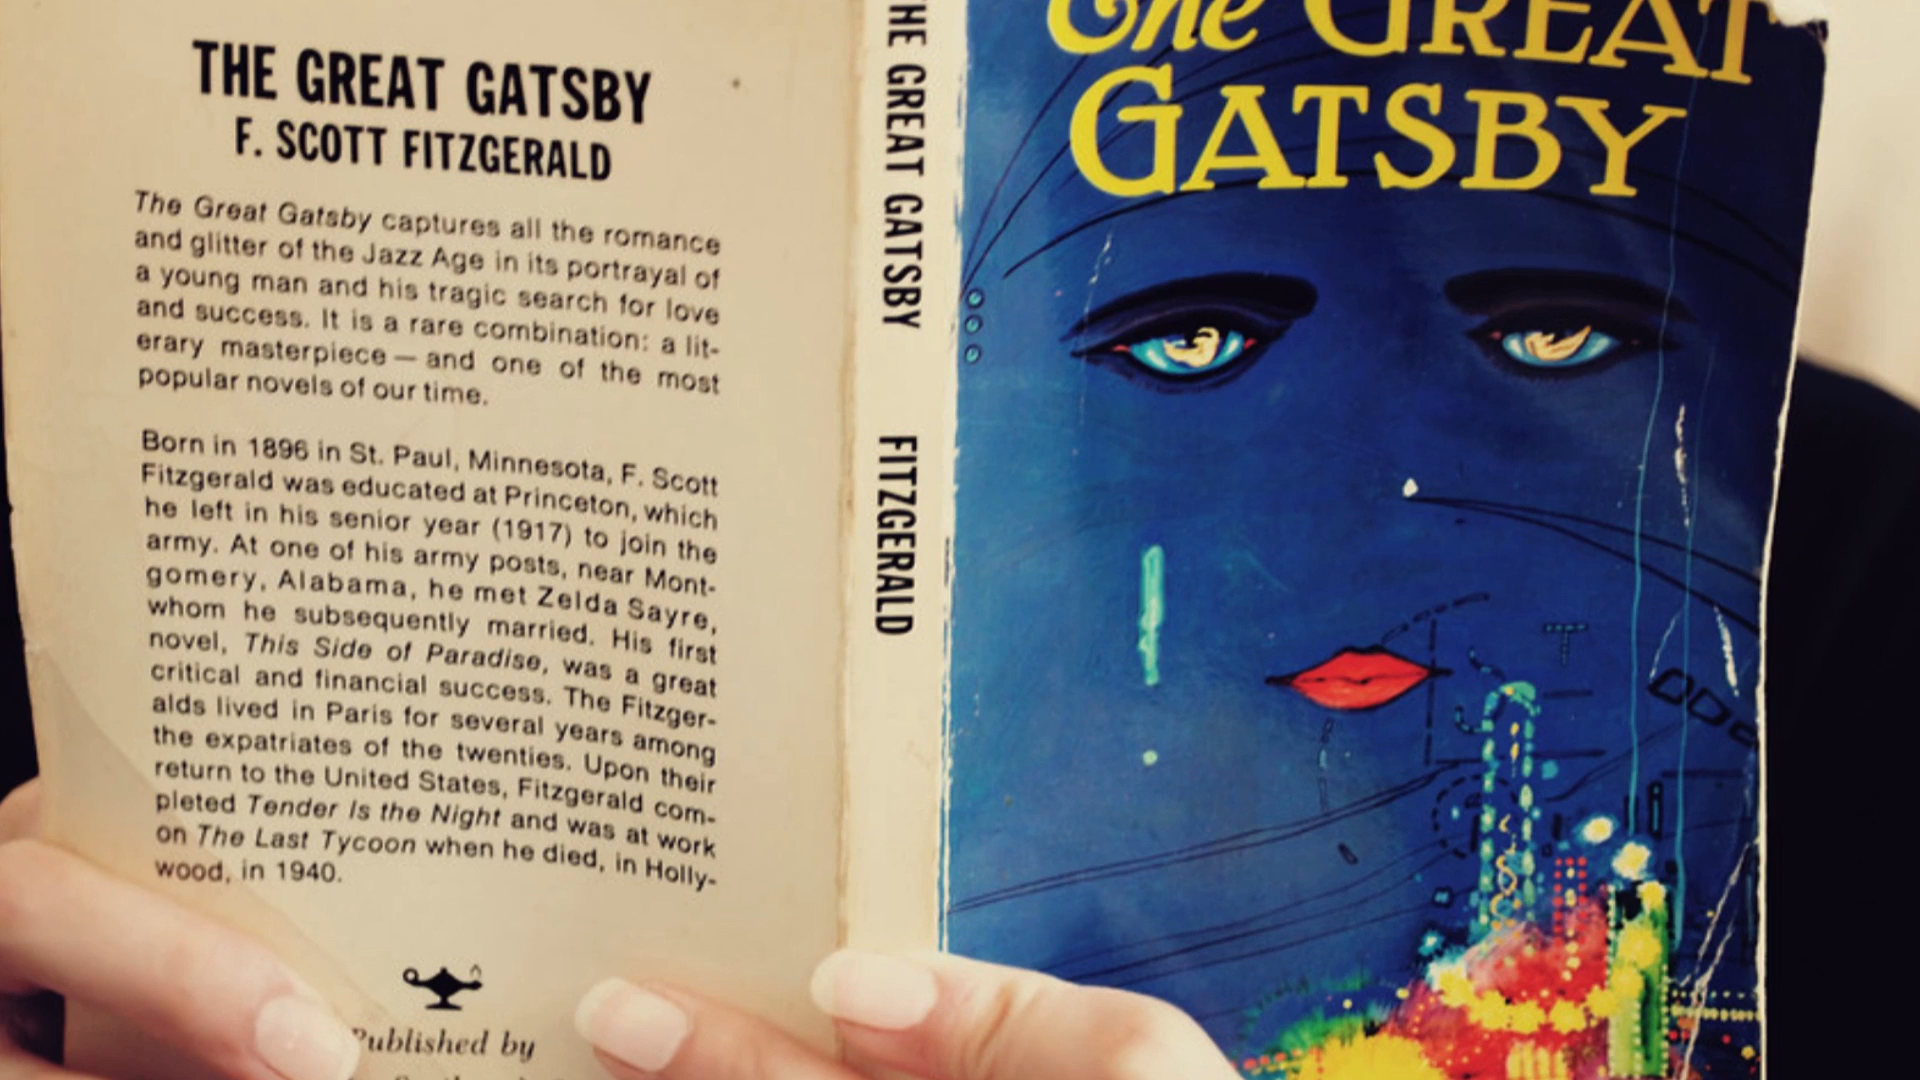 THE GREAT GATSBY
F. SCOTT FITZGERALD
The Great Gatsby captures all the romance
and glitter of the Jazz Age in its portrayal of
a young man and his tragic search for love
and success. It is a rare combination: a lit-
erary masterpiece — and one of the most
popular novels of our time.
Born in 1896 in St. Paul, Minnesota, F. Scott
Fitzgerald was educated at Princeton, which
he left in his senior year (1917) to join the
army. At one of his army posts, near Mont-
gomery, Alabama, he met Zelda Sayre,
whom he subsequently married. His first
novel, This Side of Paradise, was a great
critical and financial success. The Fitzger-
alds lived in Paris for several years among
the expatriates of the twenties. Upon their
return to the United States, Fitzgerald com-
pleted Tender Is the Night and was at work
on The Last Tycoon when he died, in Holly-
wood, in 1940.
Published by
THE GREAT GATSBY FITZGERALD
The GREAT
GATSBY